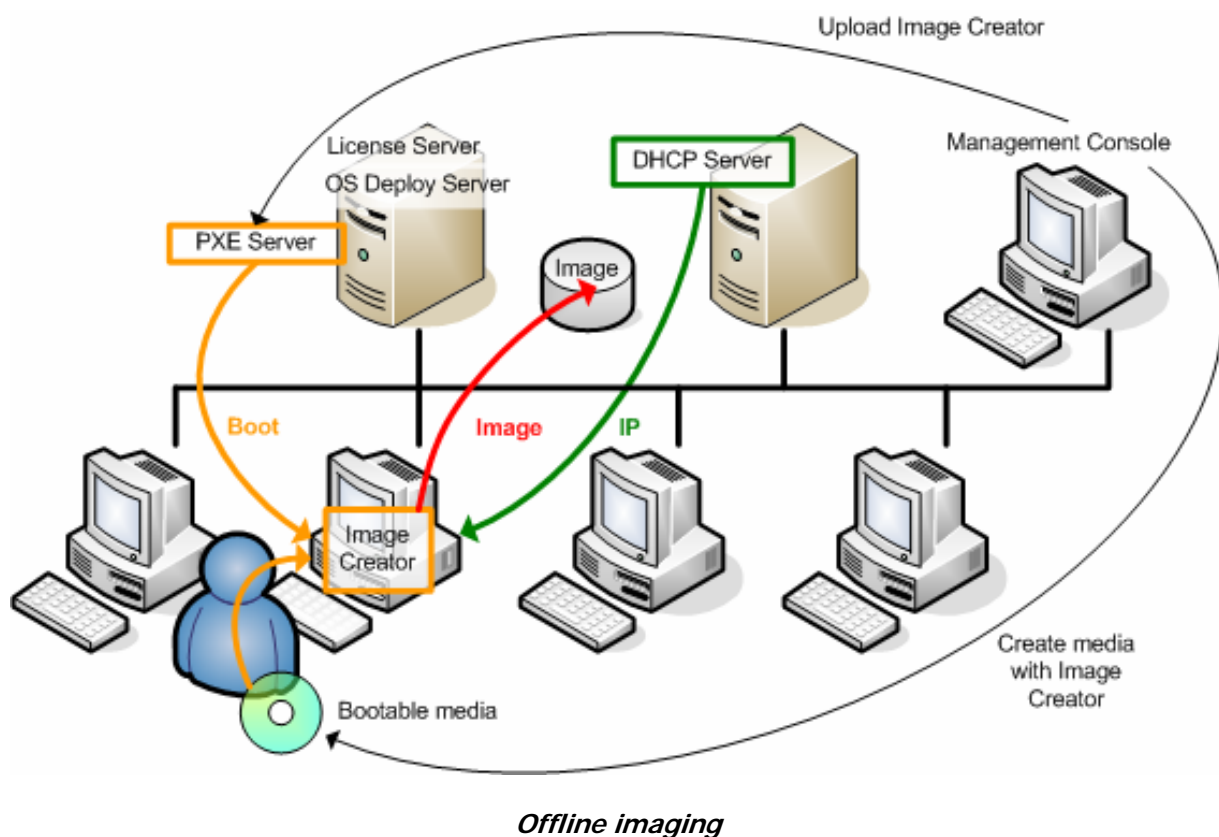 Upload Image Creator
License Server
OS Deploy Server
DHCP Server
Management Console
PXE Server
Image
Boot
Image
IP
Image
Creator
Create media
with Image
Creator
Bootable media
Offline imaging